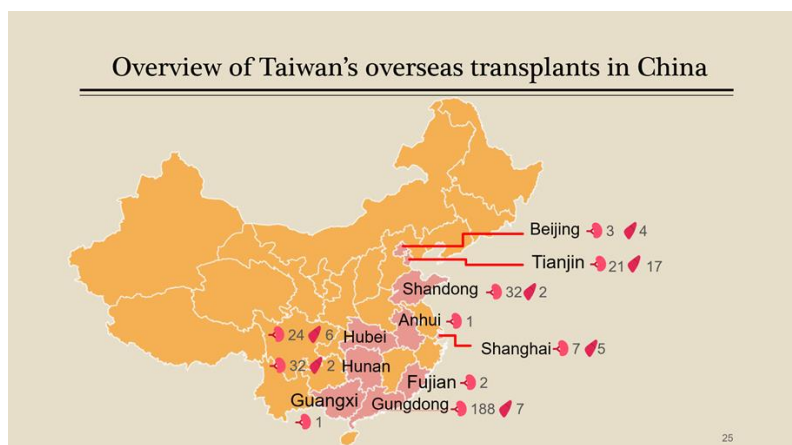 Overview of Taiwan's overseas transplants in China
Beijing 3 4
Tianjin 21 17
Shandong 32 2
Anhui 1
24 6 Hubei
Shanghai 7 5
32 2 Hunan
Fujian 2
Guangxi
1
Gungdong 188 7
25